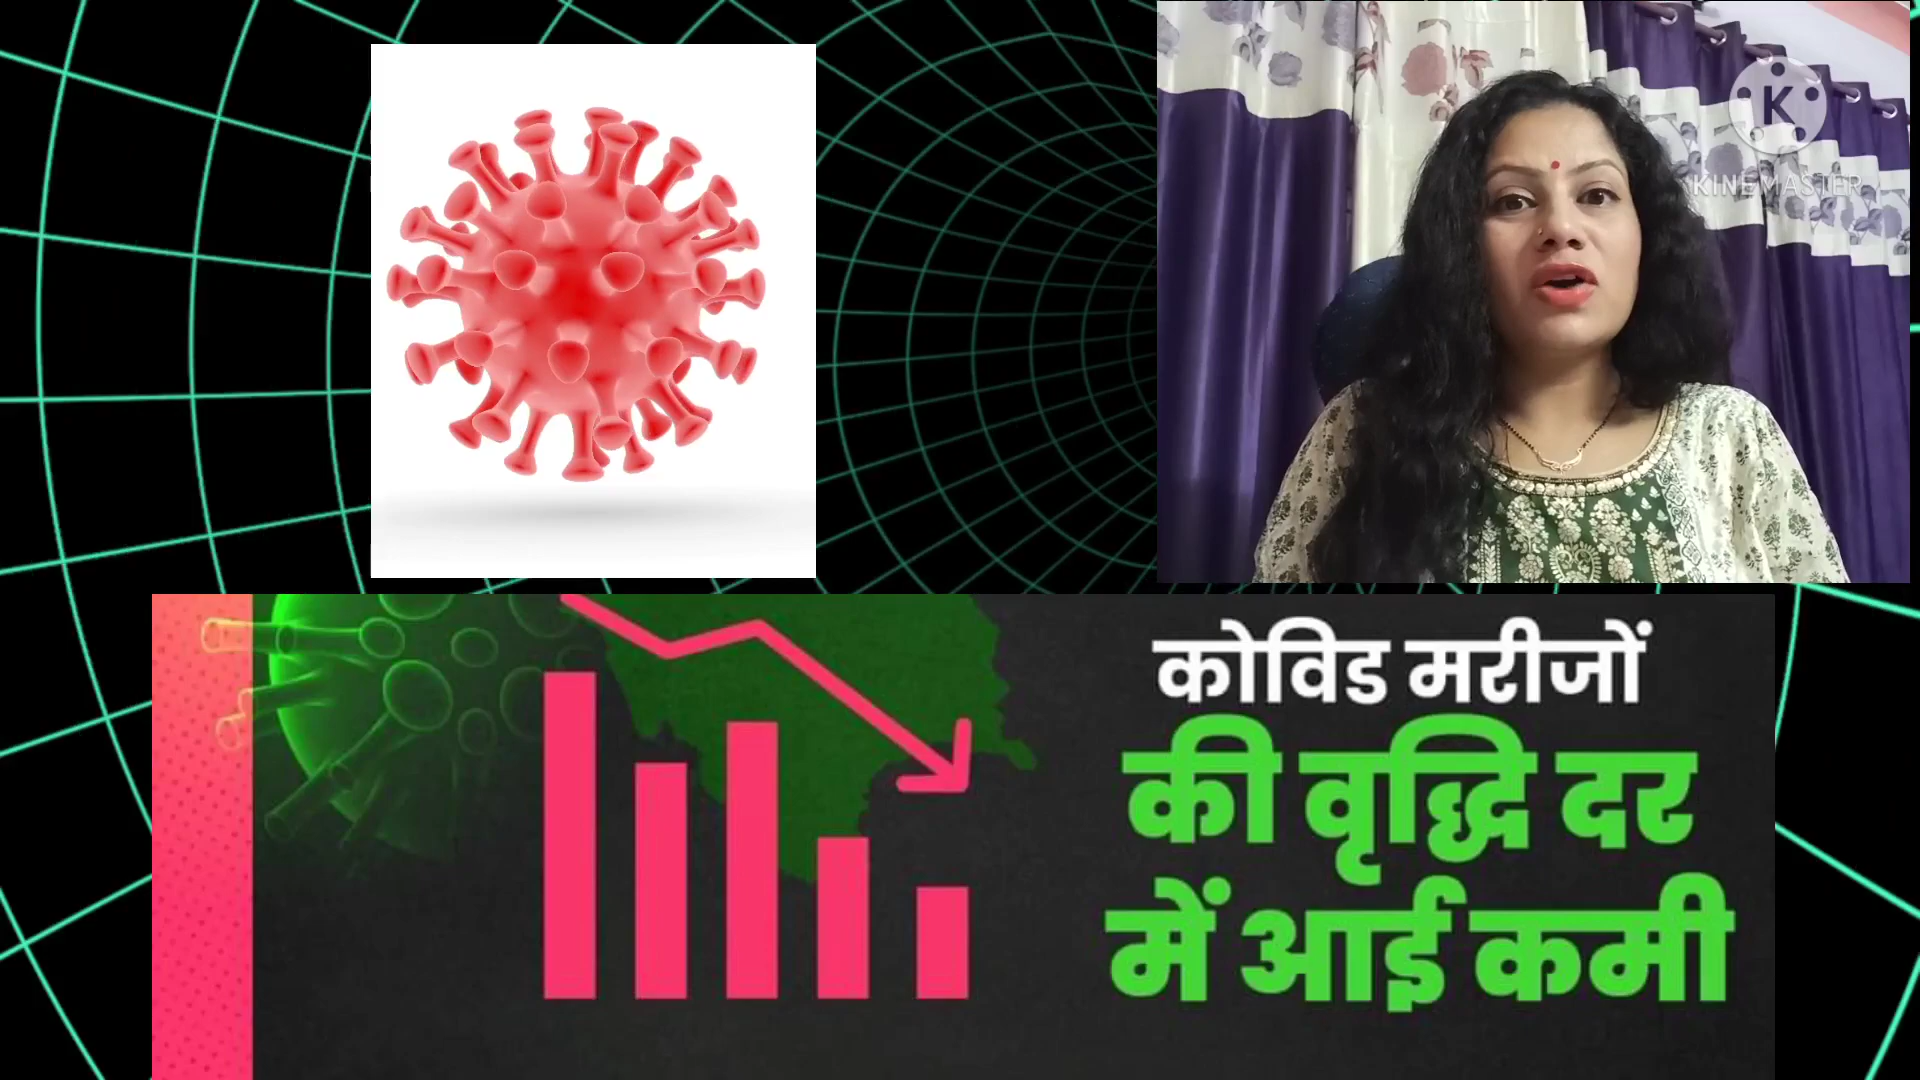 K
KINEMASTER
कोविड मरीजों
की वृद्धि दर
में आई कमी